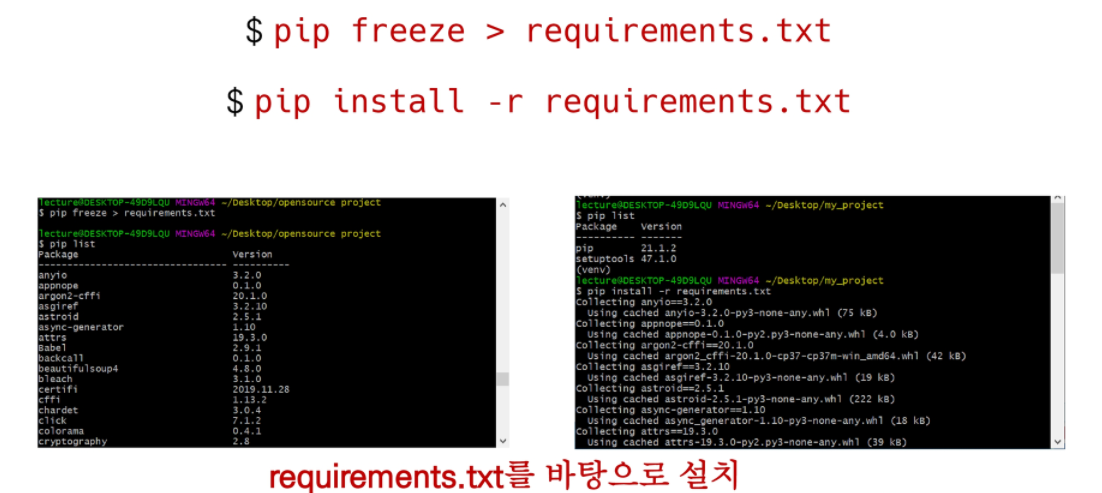 $ pip freeze > requirements.txt
$ pip install -r requirements.txt
lecture@DESKTOP-49D9LQU MINGW64 ~/Desktop/opensource project
$ pip freeze > requirements.txt
lecture@DESKTOP-49D9LQU MINGW64 ~/Desktop/opensource project
$ pip list
Package Version
-------------------------------- ----------
anyio 3.2.0
appnope 0.1.0
argon2-cffi 20.1.0
asgiref 3.2.10
astroid 2.5.1
async-generator 1.10
attrs 19.3.0
Babel 2.9.1
backcall 0.1.0
beautifulsoup4 4.8.0
bleach 3.1.0
certifi 2019.11.28
cffi 1.13.2
chardet 3.0.4
click 7.1.2
colorama 0.4.1
cryptography 2.8
(venv)
lecture@DESKTOP-49D9LQU MINGW64 ~/Desktop/my_project
$ pip list
Package Version
---------- -------
pip 21.1.2
setuptools 47.1.0
(venv)
lecture@DESKTOP-49D9LQU MINGW64 ~/Desktop/my_project
$ pip install -r requirements.txt
Collecting anyio==3.2.0
Using cached anyio-3.2.0-py3-none-any.whl (75 kB)
Collecting appnope==0.1.0
Using cached appnope-0.1.0-py2.py3-none-any.whl (4.0 kB)
Collecting argon2-cffi==20.1.0
Using cached argon2_cffi-20.1.0-cp37-cp37m-win_amd64.whl (42 kB)
Collecting asgiref==3.2.10
Using cached asgiref-3.2.10-py3-none-any.whl (19 kB)
Collecting astroid==2.5.1
Using cached astroid-2.5.1-py3-none-any.whl (222 kB)
Collecting async-generator==1.10
Using cached async_generator-1.10-py3-none-any.whl (18 kB)
Collecting attrs==19.3.0
Using cached attrs-19.3.0-py2.py3-none-any.whl (39 kB)
requirements.txt를 바탕으로 설치